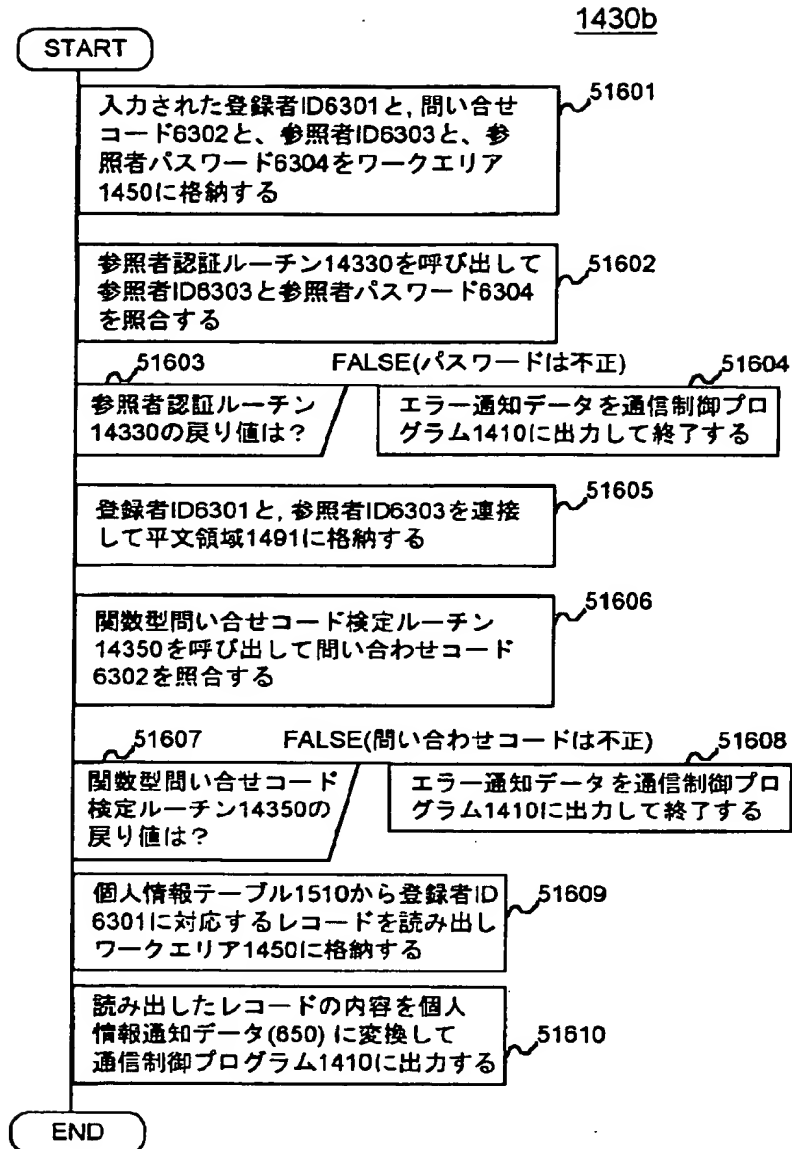 1430b
START
51601
入力された登録者ID6301と, 問い合せ
コード6302と、参照者ID6303と、参
照者パスワード6304をワークエリア
1450に格納する
51602
参照者認証ルーチン14330を呼び出して
参照者ID6303と参照者パスワード6304
を照合する
51603
FALSE(パスワードは不正)
51604
参照者認証ルーチン
14330の戻り値は？
エラー通知データを通信制御プロ
グラム1410に出力して終了する
51605
登録者ID6301と, 参照者ID6303を連接
して平文領域1491に格納する
51606
関数型問い合せコード検定ルーチン
14350を呼び出して問い合わせコード
6302を照合する
51607
FALSE(問い合わせコードは不正)
51608
関数型問い合せコード
検定ルーチン14350の
戻り値は？
エラー通知データを通信制御プロ
グラム1410に出力して終了する
51609
個人情報テーブル1510から登録者ID
6301に対応するレコードを読み出し
ワークエリア1450に格納する
51610
読み出したレコードの内容を個人
情報通知データ(650) に変換して
通信制御プログラム1410に出力する
END